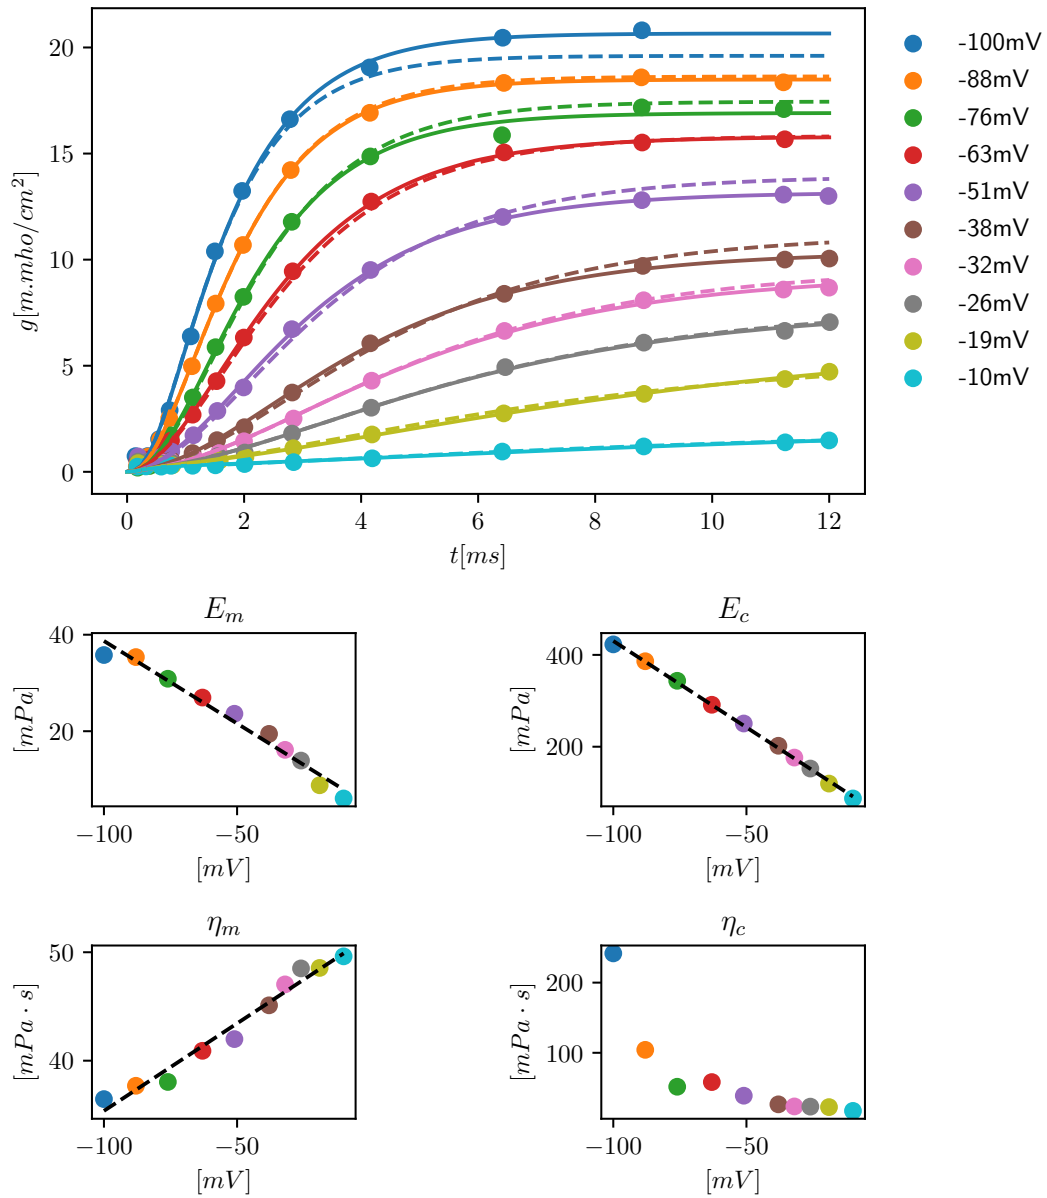 20
15
10
5
0
g[m.mho/cm²]
0 2 4 6 8 10 12
t[ms]
-100mV
-88mV
-76mV
-63mV
-51mV
-38mV
-32mV
-26mV
-19mV
-10mV
E_m
40
20
[mPa]
−100 −50
[mV]
E_c
400
200
[mPa]
−100 −50
[mV]
η_m
50
40
[mPa · s]
−100 −50
[mV]
η_c
200
100
[mPa · s]
−100 −50
[mV]